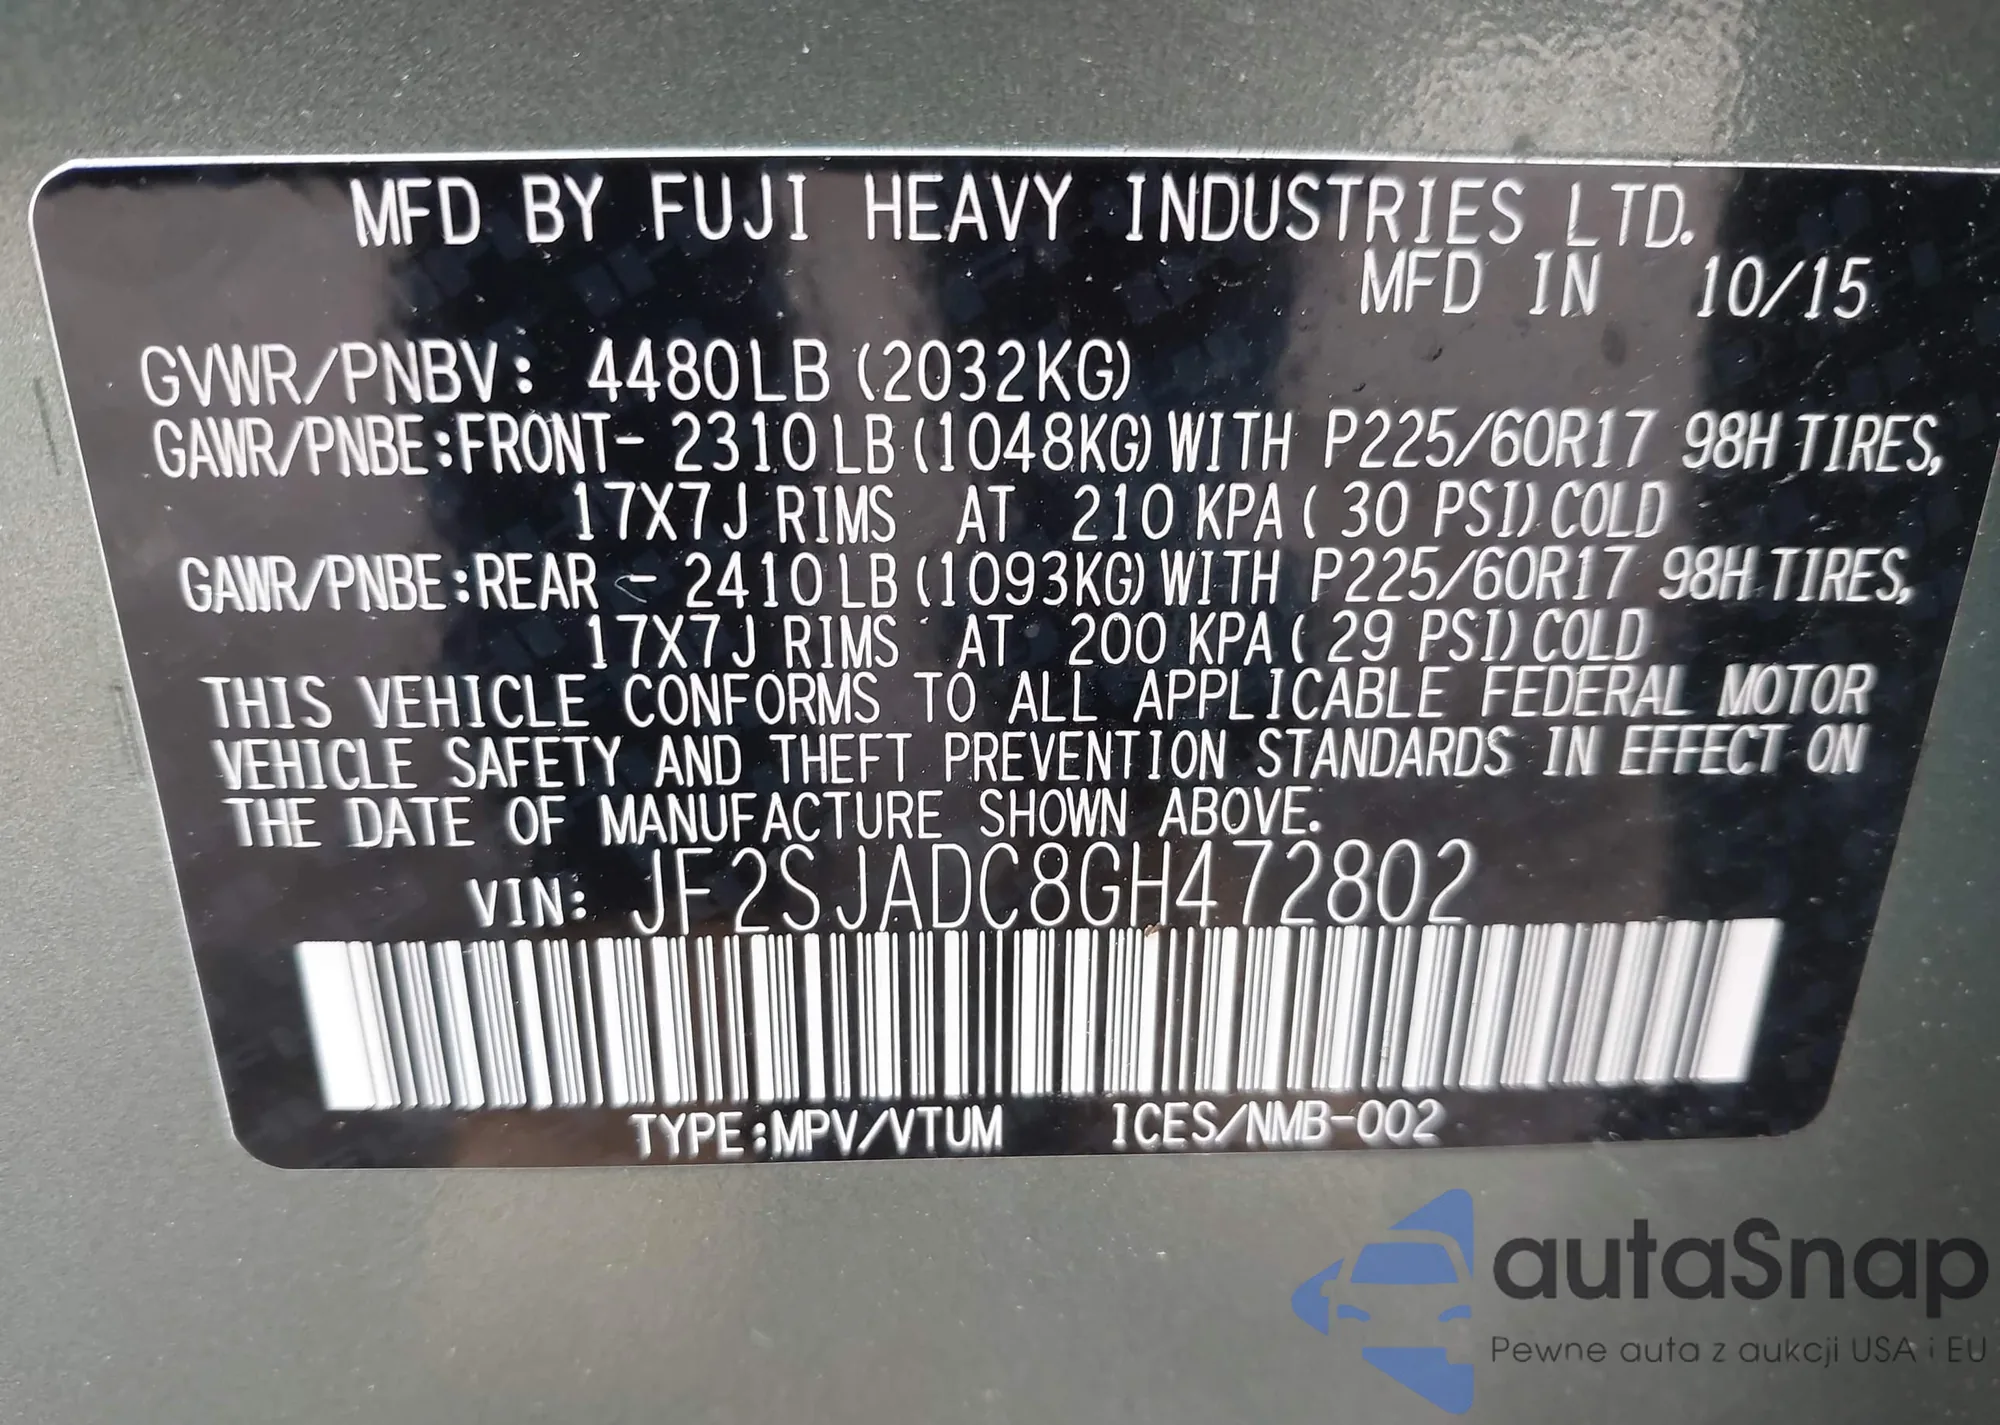 MFD BY FUJI HEAVY INDUSTRIES LTD.
MFD IN 10/15
GVWR/PNBV: 4480LB (2032KG)
GAWR/PNBE:FRONT- 2310LB (1048KG) WITH P225/60R17 98H TIRES,
17X7J RIMS AT 210 KPA ( 30 PSI) COLD
GAWR/PNBE:REAR - 2410LB (1093KG) WITH P225/60R17 98H TIRES,
17X7J RIMS AT 200 KPA ( 29 PSI) COLD
THIS VEHICLE CONFORMS TO ALL APPLICABLE FEDERAL MOTOR
VEHICLE SAFETY AND THEFT PREVENTION STANDARDS IN EFFECT ON
THE DATE OF MANUFACTURE SHOWN ABOVE.
VIN: JF2SJADC8GH472802
TYPE:MPV/VTUM ICES/NMB-002
autaSnap
Pewne auta z aukcji USA i EU